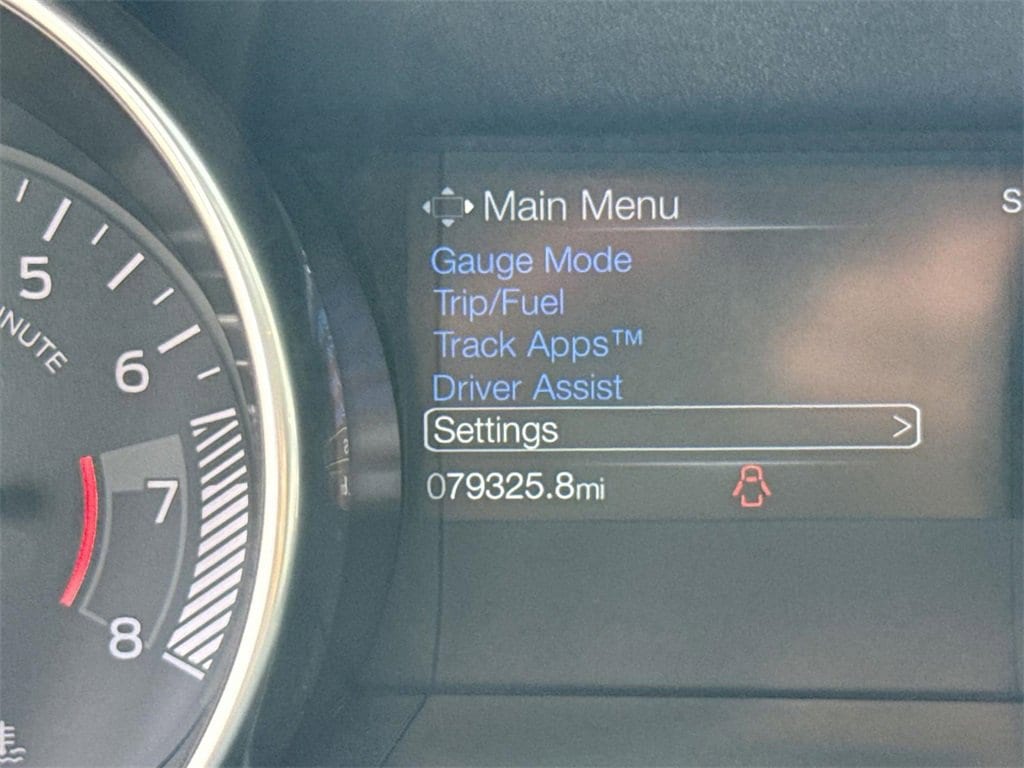 Main Menu
S
Gauge Mode
Trip/Fuel
Track Apps™
Driver Assist
Settings >
079325.8mi
5
6
7
8